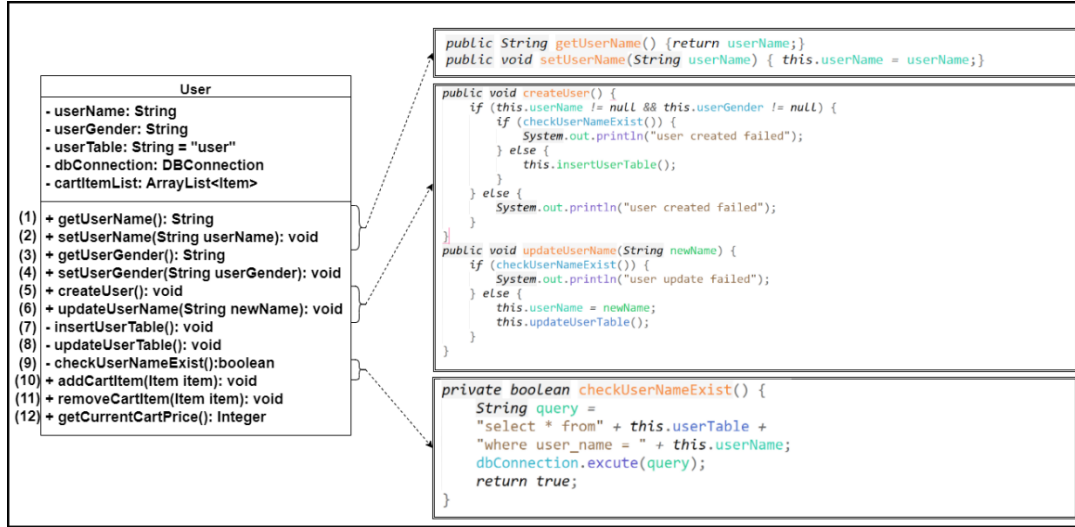 User
- userName: String
- userGender: String
- userTable: String = "user"
- dbConnection: DBConnection
- cartItemList: ArrayList<Item>
(1) + getUserName(): String
(2) + setUserName(String userName): void
(3) + getUserGender(): String
(4) + setUserGender(String userGender): void
(5) + createUser(): void
(6) + updateUserName(String newName): void
(7) - insertUserTable(): void
(8) - updateUserTable(): void
(9) - checkUserNameExist():boolean
(10) + addCartItem(Item item): void
(11) + removeCartItem(Item item): void
(12) + getCurrentCartPrice(): Integer
public String getUserName() {return userName;}
public void setUserName(String userName) { this.userName = userName;}
public void createUser() {
if (this.userName != null && this.userGender != null) {
if (checkUserNameExist()) {
System.out.println("user created failed");
} else {
this.insertUserTable();
}
} else {
System.out.println("user created failed");
}
}
public void updateUserName(String newName) {
if (checkUserNameExist()) {
System.out.println("user update failed");
} else {
this.userName = newName;
this.updateUserTable();
}
}
private boolean checkUserNameExist() {
String query =
"select * from" + this.userTable +
"where user_name = " + this.userName;
dbConnection.excute(query);
return true;
}